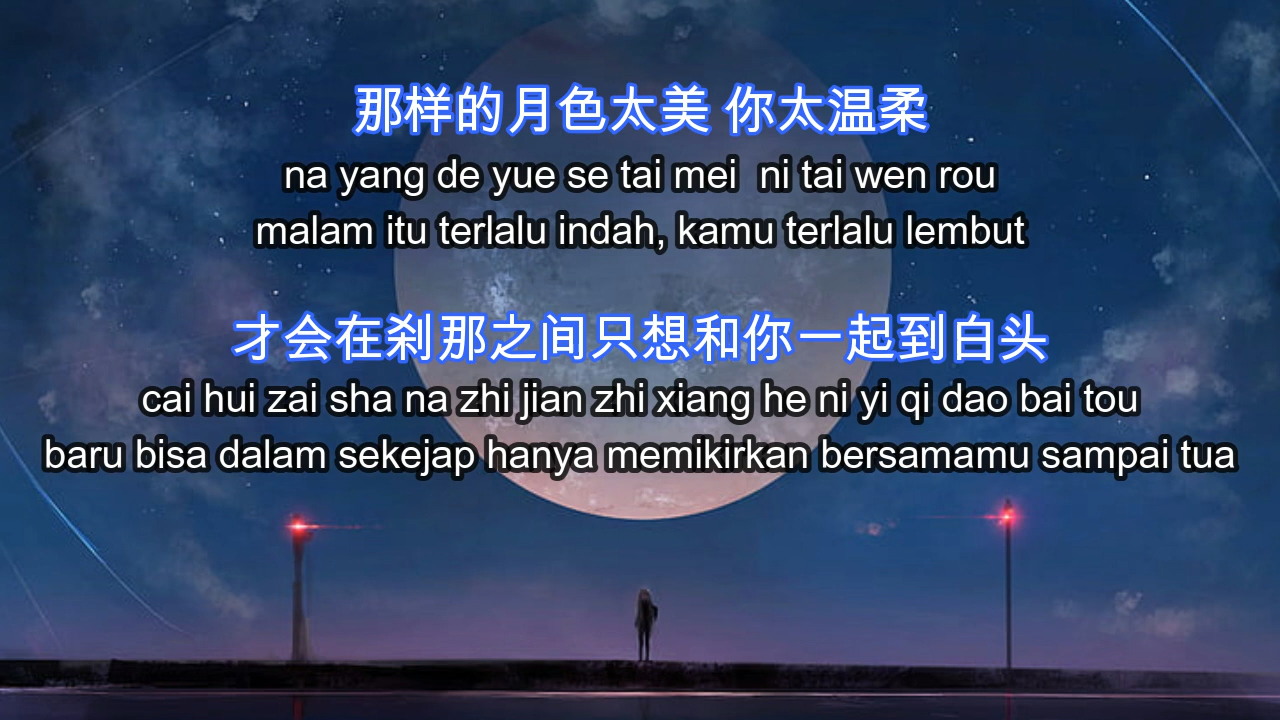 那样的月色太美 你太温柔
na yang de yue se tai mei  ni tai wen rou
malam itu terlalu indah, kamu terlalu lembut
才会在刹那之间只想和你一起到白头
cai hui zai sha na zhi jian zhi xiang he ni yi qi dao bai tou
baru bisa dalam sekejap hanya memikirkan bersamamu sampai tua